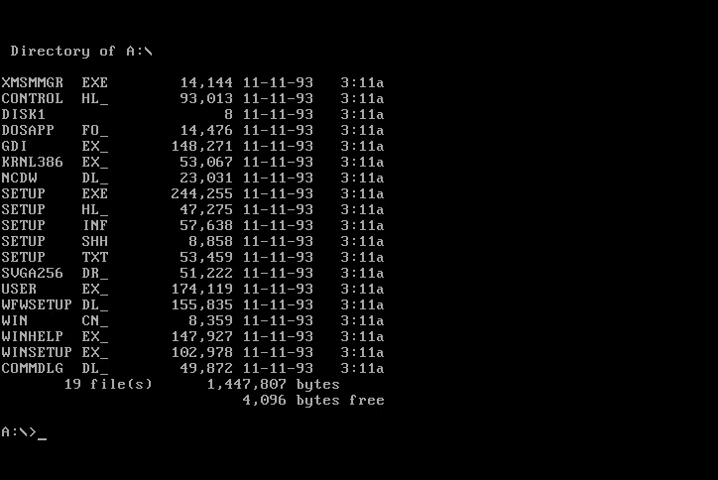 Directory of A:\
XMSMMGR EXE 14,144 11-11-93 3:11a
CONTROL HL_ 93,013 11-11-93 3:11a
DISK1 8 11-11-93 3:11a
DOSAPP FO_ 14,476 11-11-93 3:11a
GDI EX_ 148,271 11-11-93 3:11a
KRNL386 EX_ 53,067 11-11-93 3:11a
NCDW DL_ 23,031 11-11-93 3:11a
SETUP EXE 244,255 11-11-93 3:11a
SETUP HL_ 47,275 11-11-93 3:11a
SETUP INF 57,638 11-11-93 3:11a
SETUP SHH 8,858 11-11-93 3:11a
SETUP TXT 53,459 11-11-93 3:11a
SVGA256 DR_ 51,222 11-11-93 3:11a
USER EX_ 174,119 11-11-93 3:11a
WFWSETUP DL_ 155,835 11-11-93 3:11a
WIN CN_ 8,359 11-11-93 3:11a
WINHELP EX_ 147,927 11-11-93 3:11a
WINSETUP EX_ 102,978 11-11-93 3:11a
COMMDLG DL_ 49,872 11-11-93 3:11a
19 file(s) 1,447,807 bytes
4,096 bytes free
A:\>_